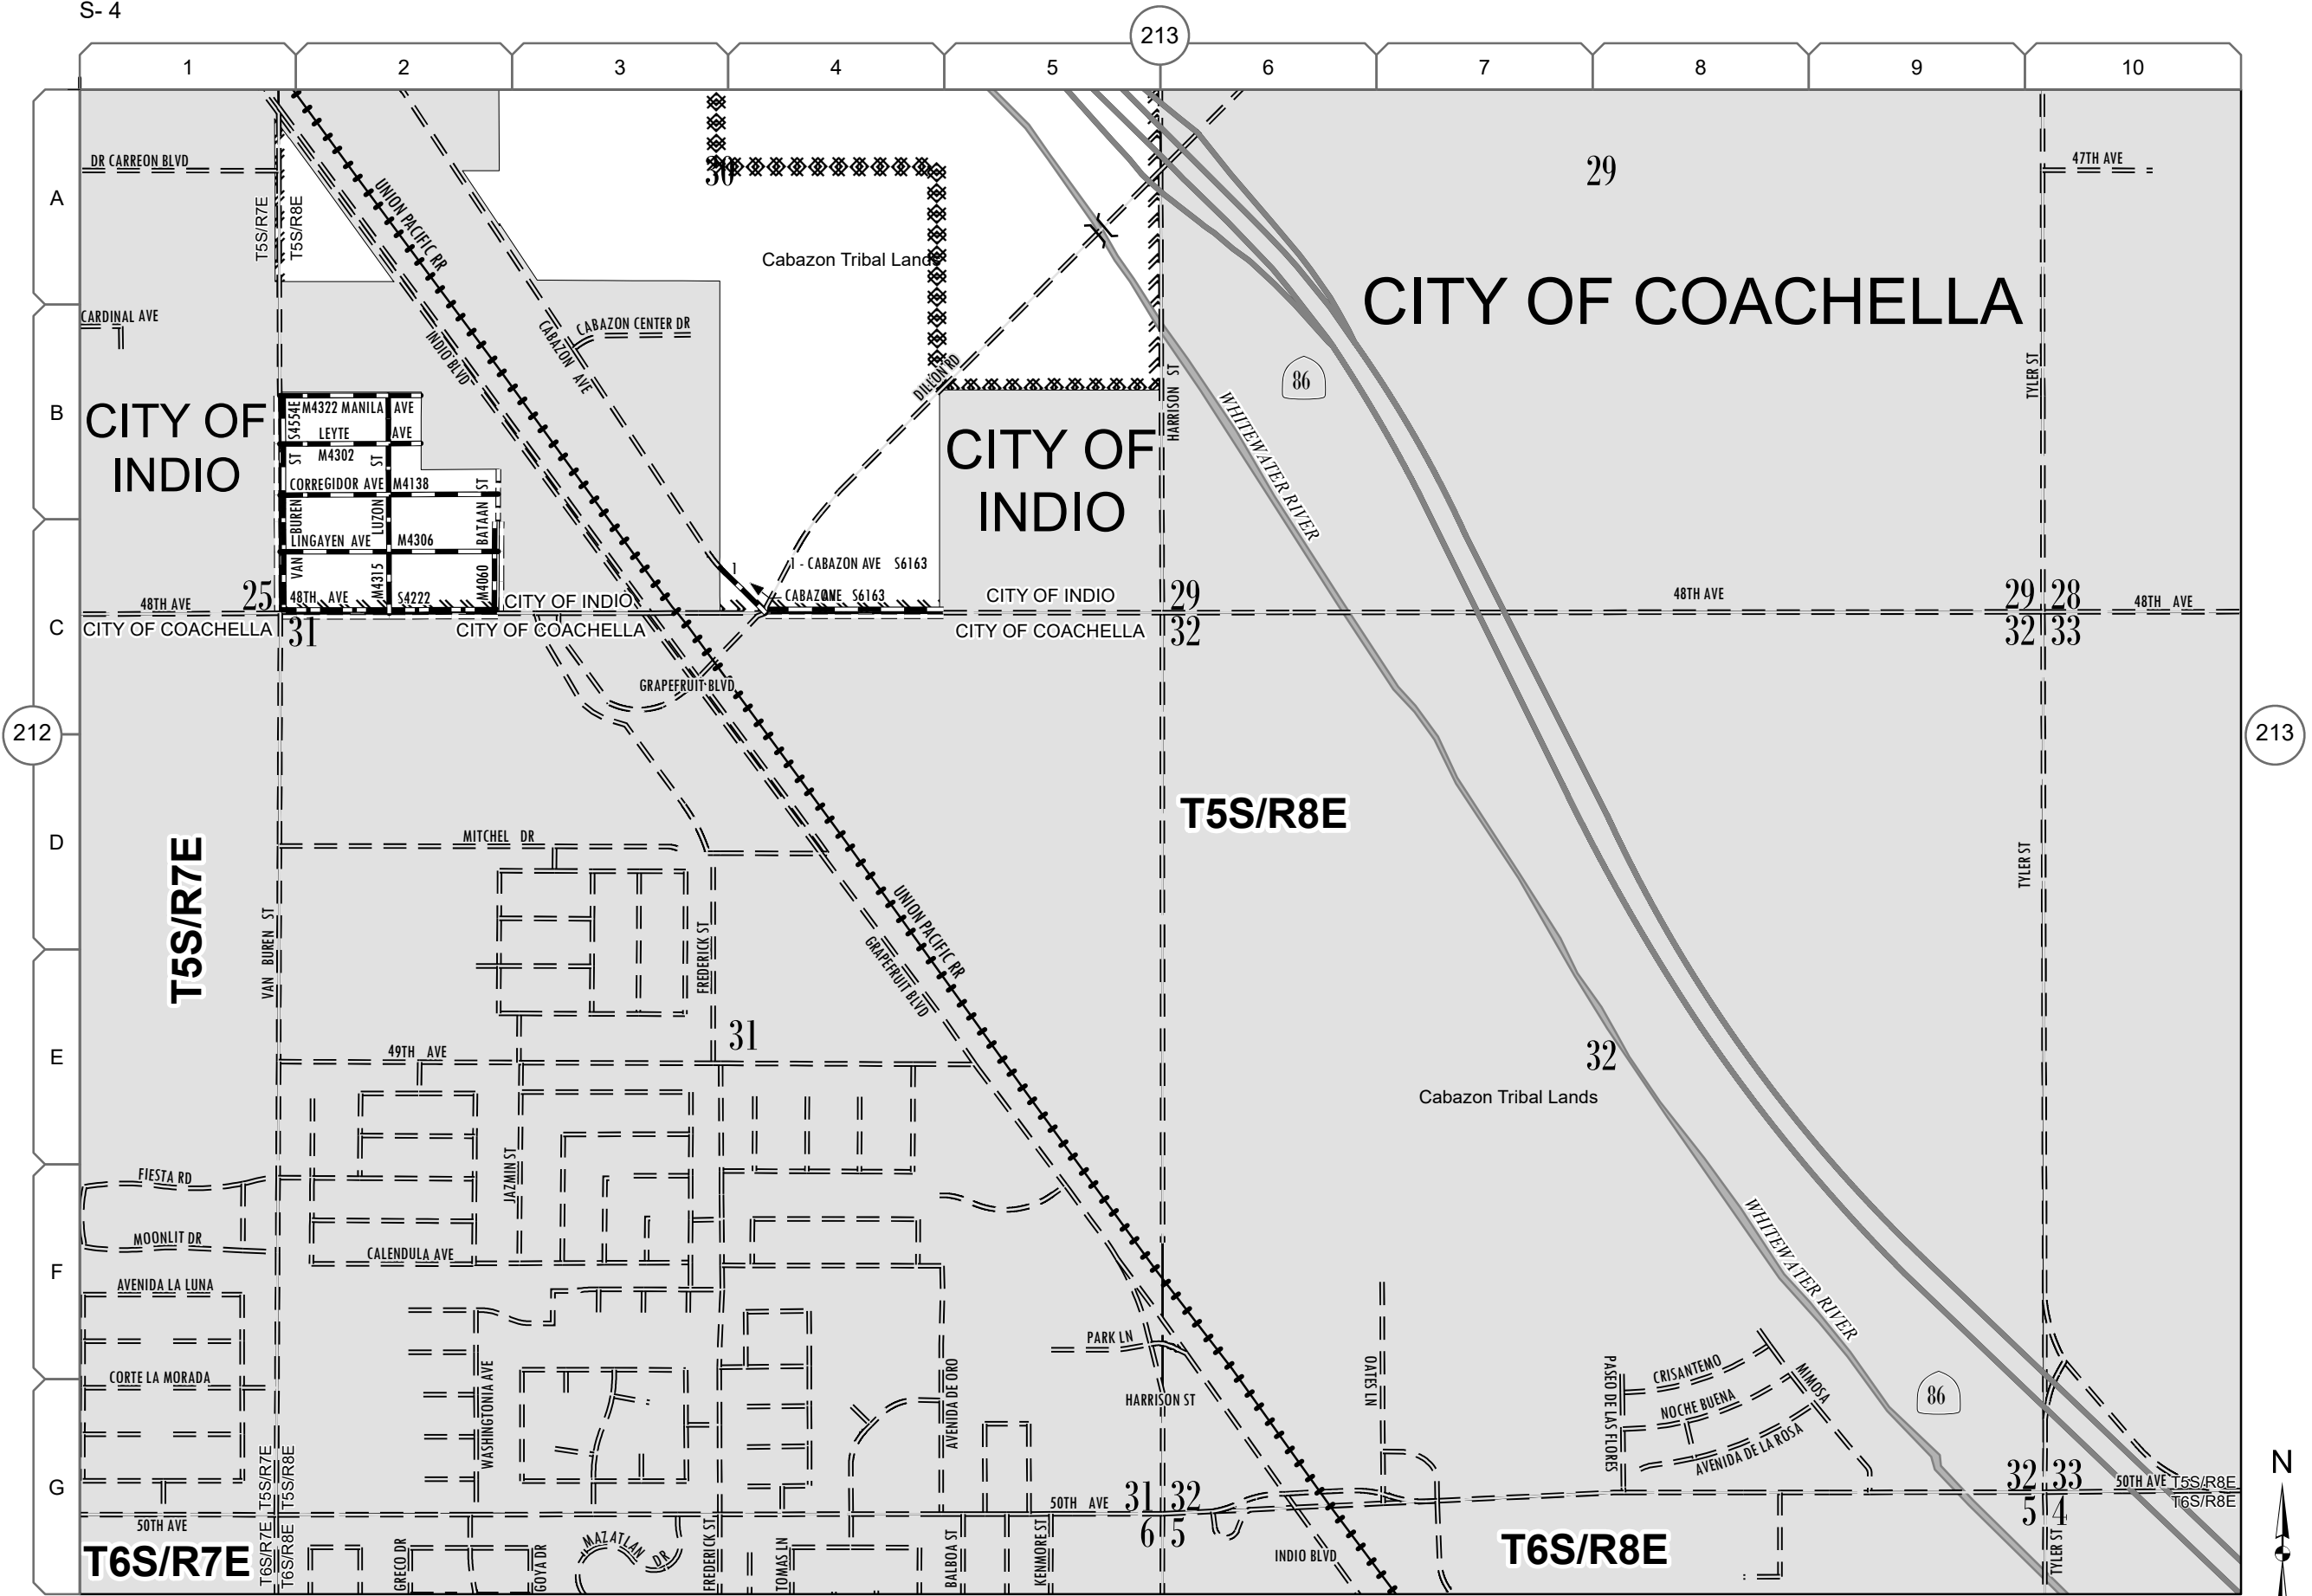 S- 4
213
1 2 3 4 5 6 7 8 9 10
A
B
C
D
E
F
G
212
213
DR CARREON BLVD
T5S/R7E
T5S/R8E
UNION PACIFIC RR
30
29
47TH AVE
Cabazon Tribal Lands
CITY OF COACHELLA
CARDINAL AVE
INDIO BLVD
CABAZON AVE
CABAZON CENTER DR
DILLON RD
HARRISON ST
86
TYLER ST
WHITEWATER RIVER
CITY OF
INDIO
S4554E
M4322 MANILA AVE
LEYTE AVE
M4302
ST
ST
CORREGIDOR AVE M4138
ST
VAN BUREN
LUZON
BATAAN
LINGAYEN AVE M4306
M4315
M4060
48TH AVE S4222
CITY OF
INDIO
1
1 - CABAZON AVE S6163
CABAZON AVE S6163
48TH AVE
25
31
CITY OF INDIO
CITY OF COACHELLA
CITY OF COACHELLA
CITY OF INDIO
CITY OF COACHELLA
29
32
48TH AVE
29 28
32 33
48TH AVE
GRAPEFRUIT BLVD
T5S/R8E
T5S/R7E
MITCHEL DR
VAN BUREN ST
FREDERICK ST
UNION PACIFIC RR
GRAPEFRUIT BLVD
TYLER ST
49TH AVE
31
32
Cabazon Tribal Lands
FIESTA RD
MOONLIT DR
JAZMIN ST
CALENDULA AVE
AVENIDA LA LUNA
CORTE LA MORADA
WASHINGTONIA AVE
AVENIDA DE ORO
PARK LN
HARRISON ST
OATES LN
PASEO DE LAS FLORES
CRISANTEMO
NOCHE BUENA
MIMOSA
AVENIDA DE LA ROSA
WHITEWATER RIVER
86
T5S/R7E
T5S/R8E
50TH AVE
50TH AVE
31 32
6 5
32 33
5 4
50TH AVE
T5S/R8E
T6S/R8E
T6S/R7E
T6S/R7E
T6S/R8E
GRECO DR
GOYA DR
MAZATLAN DR
FREDERICK ST
TOMAS LN
BALBOA ST
KENMORE ST
INDIO BLVD
T6S/R8E
TYLER ST
N